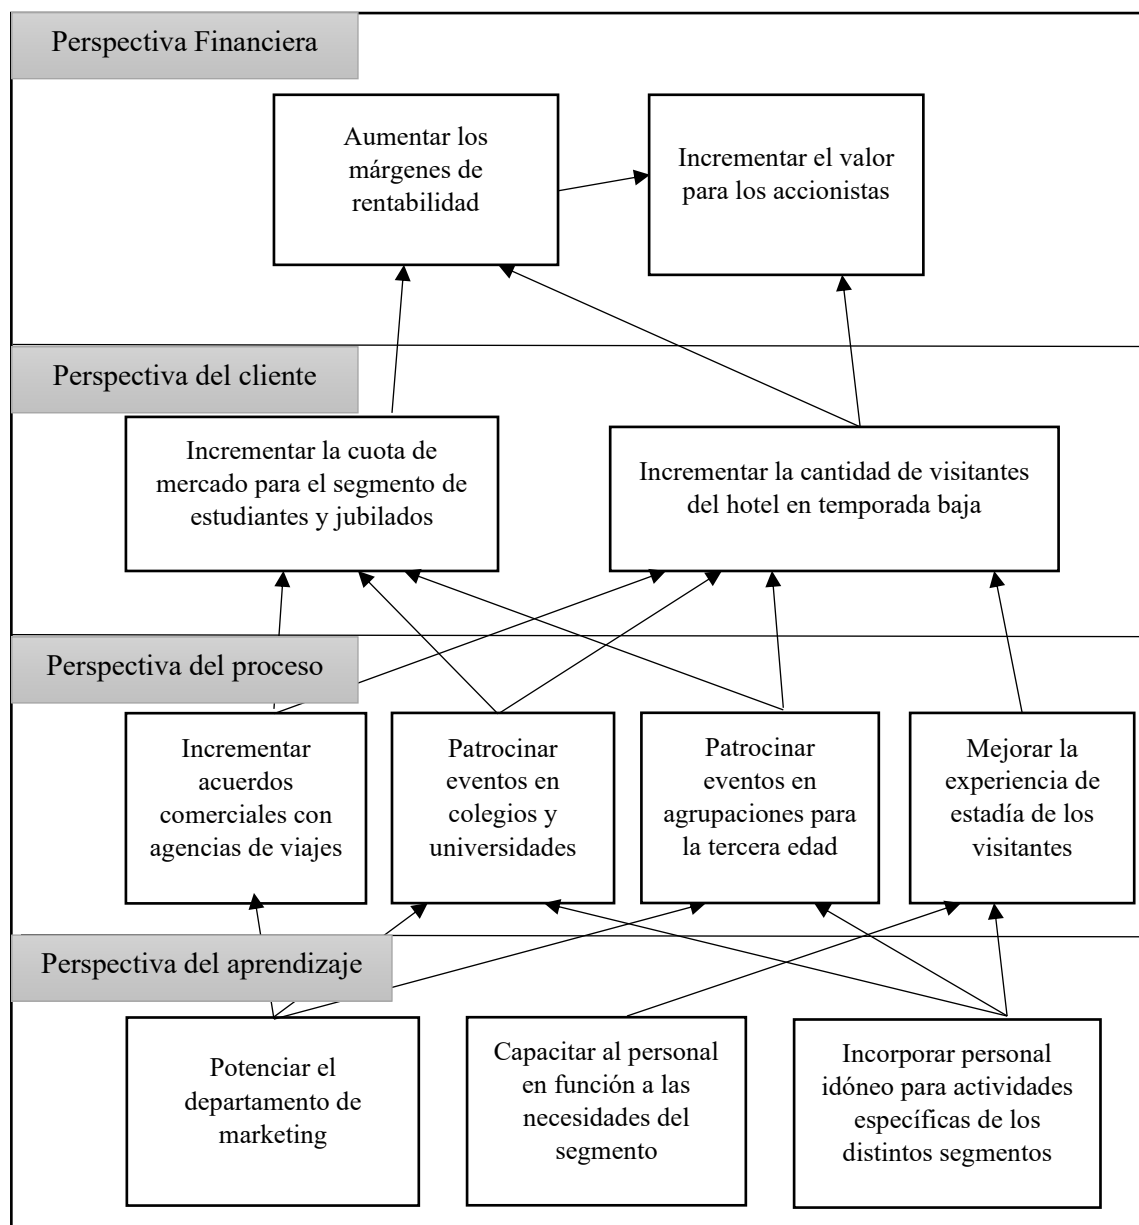 Perspectiva Financiera
Aumentar los
márgenes de
rentabilidad
Incrementar el valor
para los accionistas
Perspectiva del cliente
Incrementar la cuota de
mercado para el segmento de
estudiantes y jubilados
Incrementar la cantidad de visitantes
del hotel en temporada baja
Perspectiva del proceso
Incrementar
acuerdos
comerciales con
agencias de viajes
Patrocinar
eventos en
colegios y
universidades
Patrocinar
eventos en
agrupaciones para
la tercera edad
Mejorar la
experiencia de
estadía de los
visitantes
Perspectiva del aprendizaje
Potenciar el
departamento de
marketing
Capacitar al personal
en función a las
necesidades del
segmento
Incorporar personal
idóneo para actividades
específicas de los
distintos segmentos